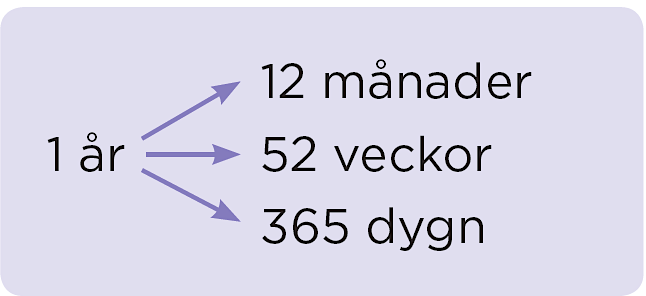 12 månader
1 år
52 veckor
365 dygn